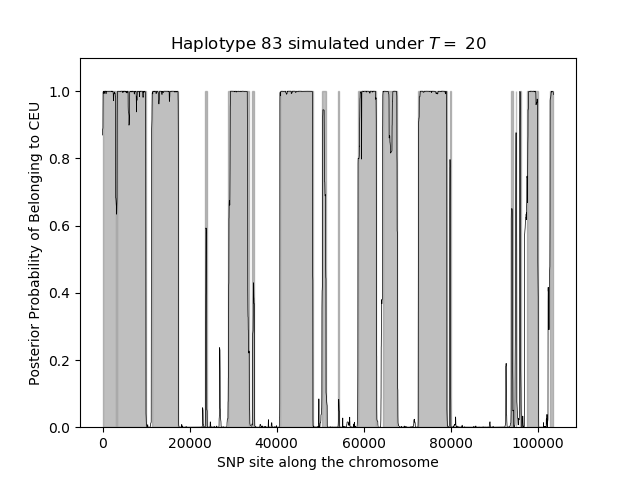 Haplotype 83 simulated under T = 20
Posterior Probability of Belonging to CEU
1.0
0.8
0.6
0.4
0.2
0.0
0 20000 40000 60000 80000 100000
SNP site along the chromosome